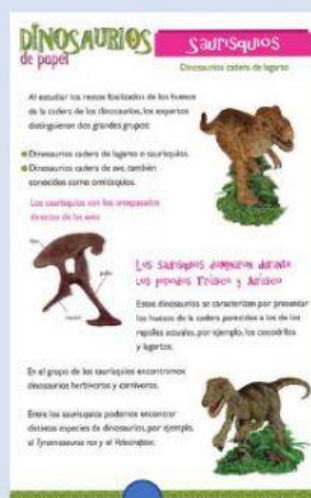 DINOSAURIOS
de papel
Saurisquios
Dinosaurios cadera de lagarto
Al estudiar los restos fosilizados de los huesos
de la cadera de los dinosaurios, los expertos
distinguieron dos grandes grupos:
Dinosaurios cadera de lagarto o saurisquios.
Dinosaurios cadera de ave, también
conocidos como ornitisquios.
Los saurisquios son los antepasados
directos de las aves
Los saurisquios dominaron durante
los periodos Triásico y Jurásico
Estos dinosaurios se caracterizan por presentar
los huesos de la cadera parecidos a los de los
reptiles actuales, por ejemplo, los cocodrilos
y lagartos.
En el grupo de los saurisquios encontramos
dinosaurios herbívoros y carnívoros.
Entre los saurisquios podemos encontrar
distintas especies de dinosaurios, por ejemplo,
el Tyrannosaurus rex y el Velociraptor.